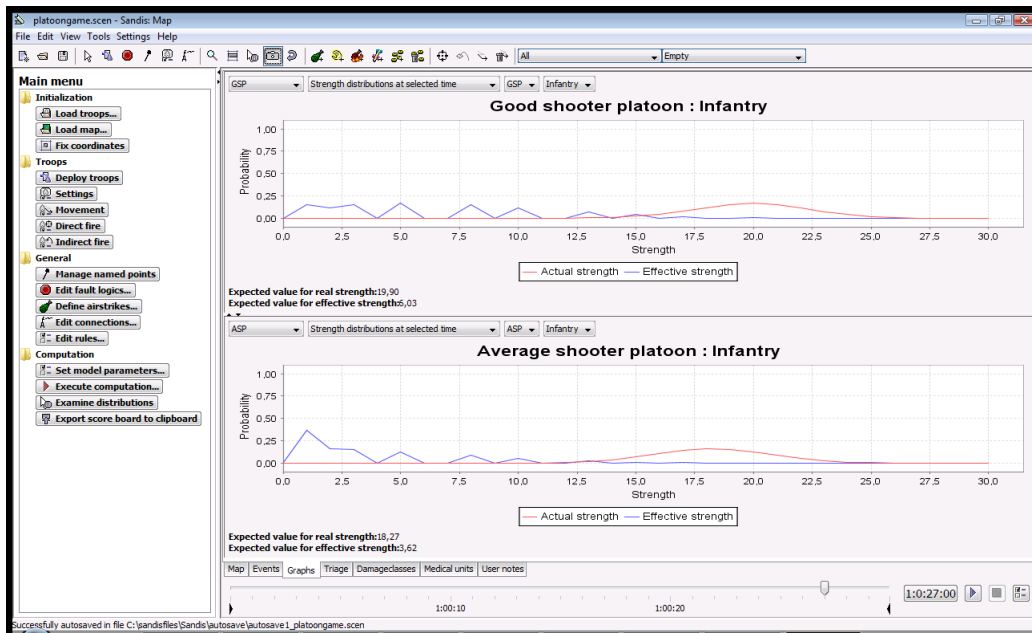 platoongame.scen - Sandis: Map
File Edit View Tools Settings Help
All Empty
Main menu
Initialization
Load troops...
Load map...
Fix coordinates
Troops
Deploy troops
Settings
Movement
Direct fire
Indirect fire
General
Manage named points
Edit fault logics...
Define airstrikes...
Edit connections...
Edit rules...
Computation
Set model parameters...
Execute computation...
Examine distributions
Export score board to clipboard
GSP Strength distributions at selected time GSP Infantry
Good shooter platoon : Infantry
Probability
1,00
0,75
0,50
0,25
0,00
0,0 2,5 5,0 7,5 10,0 12,5 15,0 17,5 20,0 22,5 25,0 27,5 30,0
Strength
Actual strength Effective strength
Expected value for real strength:19,90
Expected value for effective strength:6,03
ASP Strength distributions at selected time ASP Infantry
Average shooter platoon : Infantry
Probability
1,00
0,75
0,50
0,25
0,00
0,0 2,5 5,0 7,5 10,0 12,5 15,0 17,5 20,0 22,5 25,0 27,5 30,0
Strength
Actual strength Effective strength
Expected value for real strength:18,27
Expected value for effective strength:3,62
Map Events Graphs Triage Damageclasses Medical units User notes
1:00:10 1:00:20
1:0:27:00
Successfully autosaved in file C:\sandisfiles\Sandis\autosave\autosave1_platoongame.scen